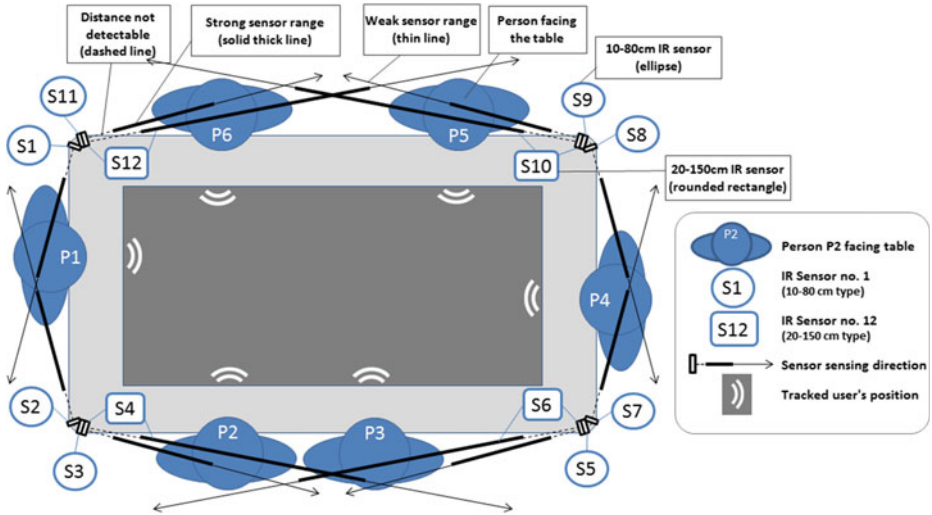 Distance not
detectable
(dashed line)
Strong sensor range
(solid thick line)
Weak sensor range
(thin line)
Person facing
the table
10-80cm IR sensor
(ellipse)
S11
S9
S1
S8
P6
P5
S12
S10
20-150cm IR sensor
(rounded rectangle)
P1
P4
P2
Person P2 facing table
S1
IR Sensor no. 1
(10-80 cm type)
S12
IR Sensor no. 12
(20-150 cm type)
Sensor sensing direction
Tracked user's position
S2
S4
S6
S7
P2
P3
S3
S5